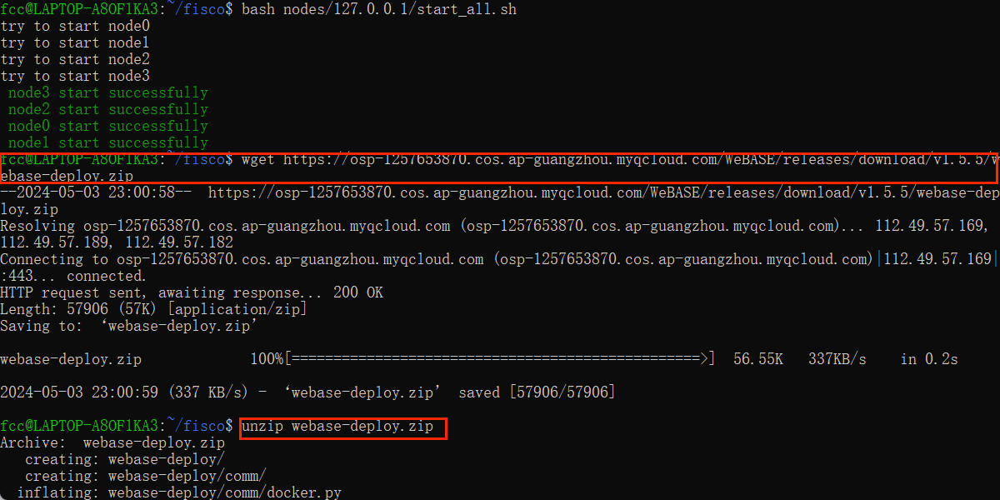 fcc@LAPTOP-A8OF1KA3:~/fisco$ bash nodes/127.0.0.1/start_all.sh
try to start node0
try to start node1
try to start node2
try to start node3
 node3 start successfully
 node2 start successfully
 node0 start successfully
 node1 start successfully
fcc@LAPTOP-A8OF1KA3:~/fisco$ wget https://osp-1257653870.cos.ap-guangzhou.myqcloud.com/WeBASE/releases/download/v1.5.5/w
ebase-deploy.zip
--2024-05-03 23:00:58--  https://osp-1257653870.cos.ap-guangzhou.myqcloud.com/WeBASE/releases/download/v1.5.5/webase-dep
loy.zip
Resolving osp-1257653870.cos.ap-guangzhou.myqcloud.com (osp-1257653870.cos.ap-guangzhou.myqcloud.com)... 112.49.57.169,
112.49.57.189, 112.49.57.182
Connecting to osp-1257653870.cos.ap-guangzhou.myqcloud.com (osp-1257653870.cos.ap-guangzhou.myqcloud.com)|112.49.57.169|
:443... connected.
HTTP request sent, awaiting response... 200 OK
Length: 57906 (57K) [application/zip]
Saving to: ‘webase-deploy.zip’
webase-deploy.zip             100%[=================================================>]  56.55K   337KB/s    in 0.2s
2024-05-03 23:00:59 (337 KB/s) - ‘webase-deploy.zip’ saved [57906/57906]
fcc@LAPTOP-A8OF1KA3:~/fisco$ unzip webase-deploy.zip
Archive:  webase-deploy.zip
   creating: webase-deploy/
   creating: webase-deploy/comm/
  inflating: webase-deploy/comm/docker.py